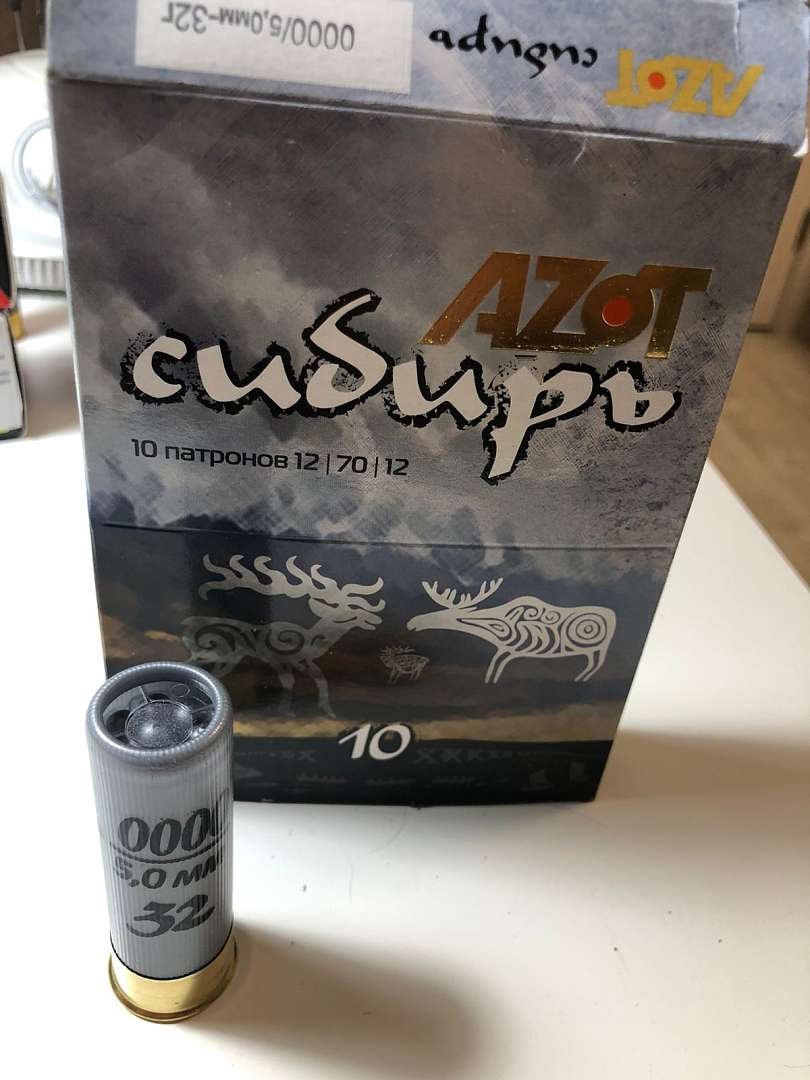 0000/5,0мм-32г
сибирь
AZOT
AZOT
сибирь
10 патронов 12 | 70 | 12
10
0000
5,0 мм
32